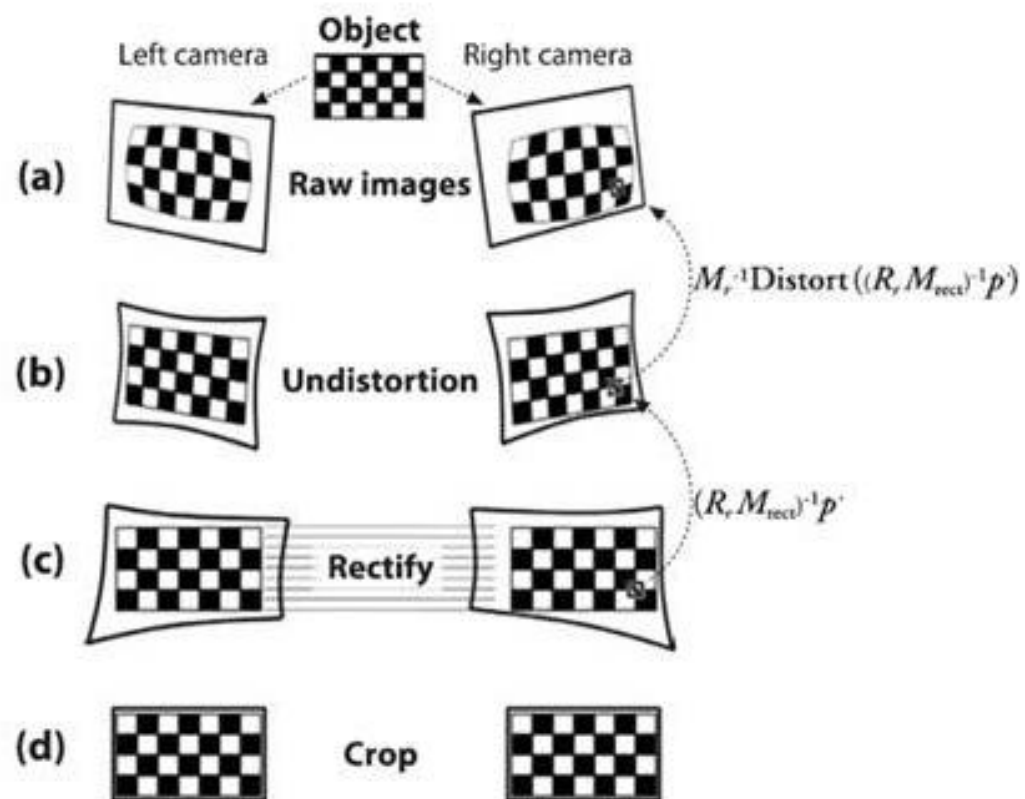 Object
Left camera
Right camera
(a)
Raw images
M_r^{-1} Distort ((R_r M_rect)^{-1} p')
(b)
Undistortion
(R_r M_rect)^{-1} p'
(c)
Rectify
(d)
Crop